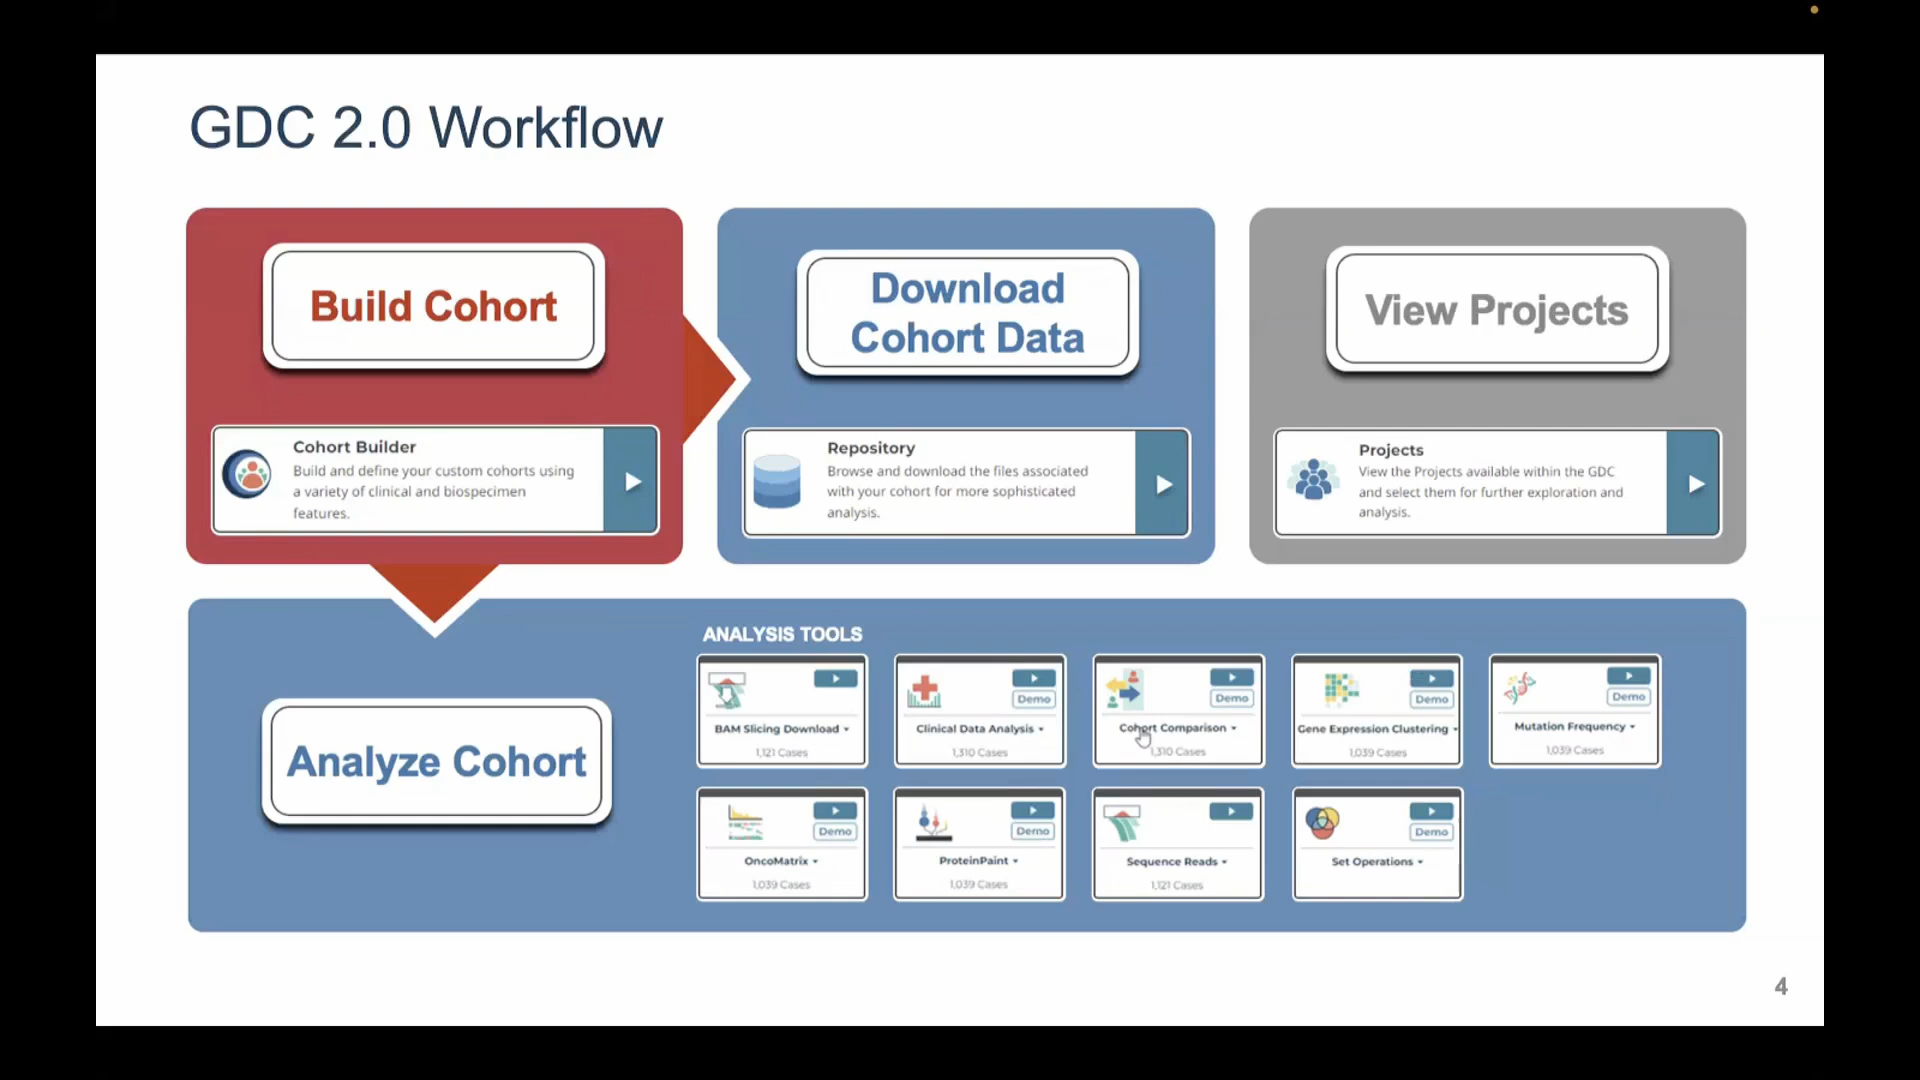 GDC 2.0 Workflow
Build Cohort
Cohort Builder
Build and define your custom cohorts using
a variety of clinical and biospecimen
features.
Download
Cohort Data
Repository
Browse and download the files associated
with your cohort for more sophisticated
analysis.
View Projects
Projects
View the Projects available within the GDC
and select them for further exploration and
analysis.
Analyze Cohort
ANALYSIS TOOLS
BAM Slicing Download
1,121 Cases
Demo
Clinical Data Analysis
1,310 Cases
Demo
Cohort Comparison
1,310 Cases
Demo
Gene Expression Clustering
1,039 Cases
Demo
Mutation Frequency
1,039 Cases
Demo
OncoMatrix
1,039 Cases
Demo
ProteinPaint
1,039 Cases
Sequence Reads
1,121 Cases
Demo
Set Operations
4